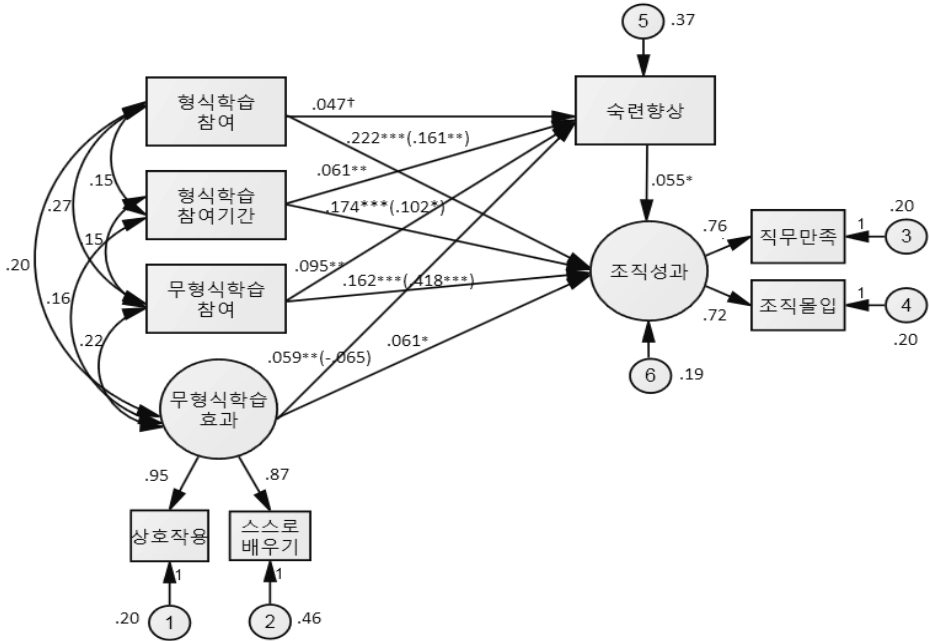 5
.37
형식학습
참여
.047†
숙련향상
.222***(.161**)
.061**
.15
형식학습
참여기간
.174***(.102*)
.055*
.27
.15
.20
.76
직무만족
1
.20
3
조직성과
.095**
.162***(.418***)
무형식학습
참여
.16
.72
조직몰입
1
4
.20
.22
.059**(-.065)
.061*
6
.19
무형식학습
효과
.95
.87
상호작용
스스로
배우기
1
1
.20
1
2
.46